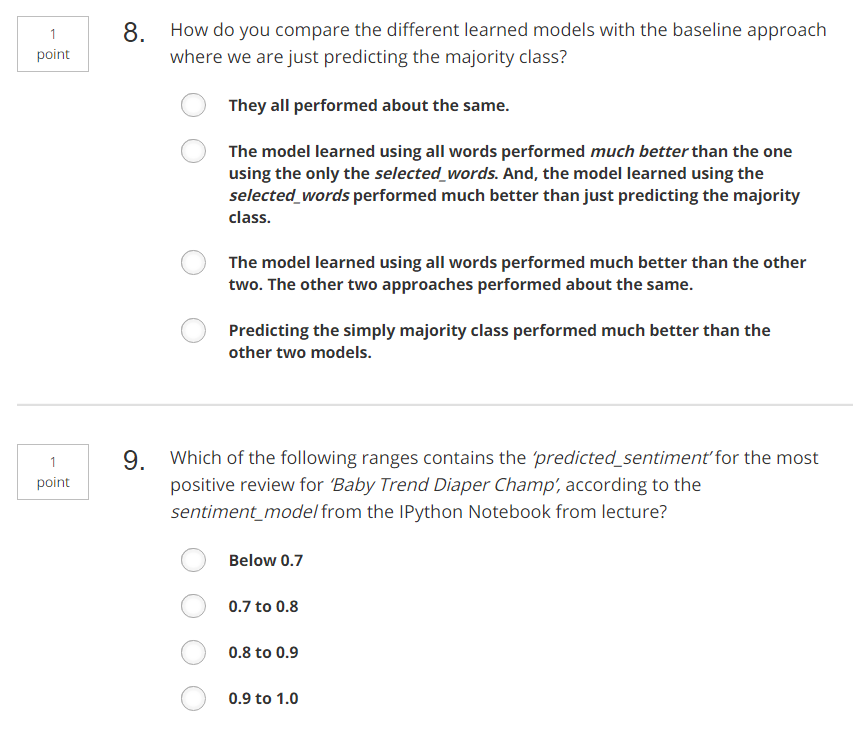 1
point
8.
How do you compare the different learned models with the baseline approach
where we are just predicting the majority class?
They all performed about the same.
The model learned using all words performed much better than the one
using the only the selected_words. And, the model learned using the
selected_words performed much better than just predicting the majority
class.
The model learned using all words performed much better than the other
two. The other two approaches performed about the same.
Predicting the simply majority class performed much better than the
other two models.
1
point
9.
Which of the following ranges contains the ‘predicted_sentiment’ for the most
positive review for ‘Baby Trend Diaper Champ’, according to the
sentiment_model from the IPython Notebook from lecture?
Below 0.7
0.7 to 0.8
0.8 to 0.9
0.9 to 1.0